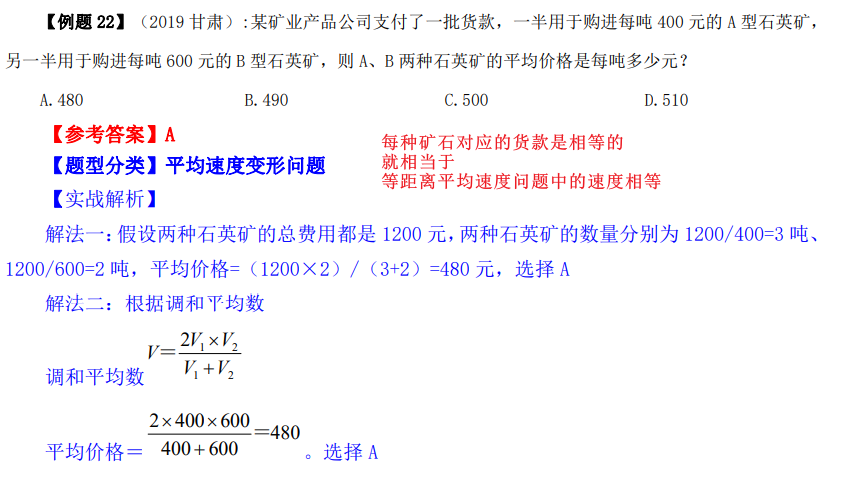 【例题 22】（2019 甘肃）:某矿业产品公司支付了一批货款，一半用于购进每吨 400 元的 A 型石英矿，
另一半用于购进每吨 600 元的 B 型石英矿，则 A、B 两种石英矿的平均价格是每吨多少元？
A.480 B.490 C.500 D.510
【参考答案】A
【题型分类】平均速度变形问题
每种矿石对应的货款是相等的
就相当于
等距离平均速度问题中的速度相等
【实战解析】
解法一：假设两种石英矿的总费用都是 1200 元，两种石英矿的数量分别为 1200/400=3 吨、
1200/600=2 吨，平均价格=（1200×2）/（3+2）=480 元，选择 A
解法二：根据调和平均数
调和平均数 V=\frac{2V_1×V_2}{V_1+V_2}
平均价格= \frac{2×400×600}{400+600}=480 。选择 A